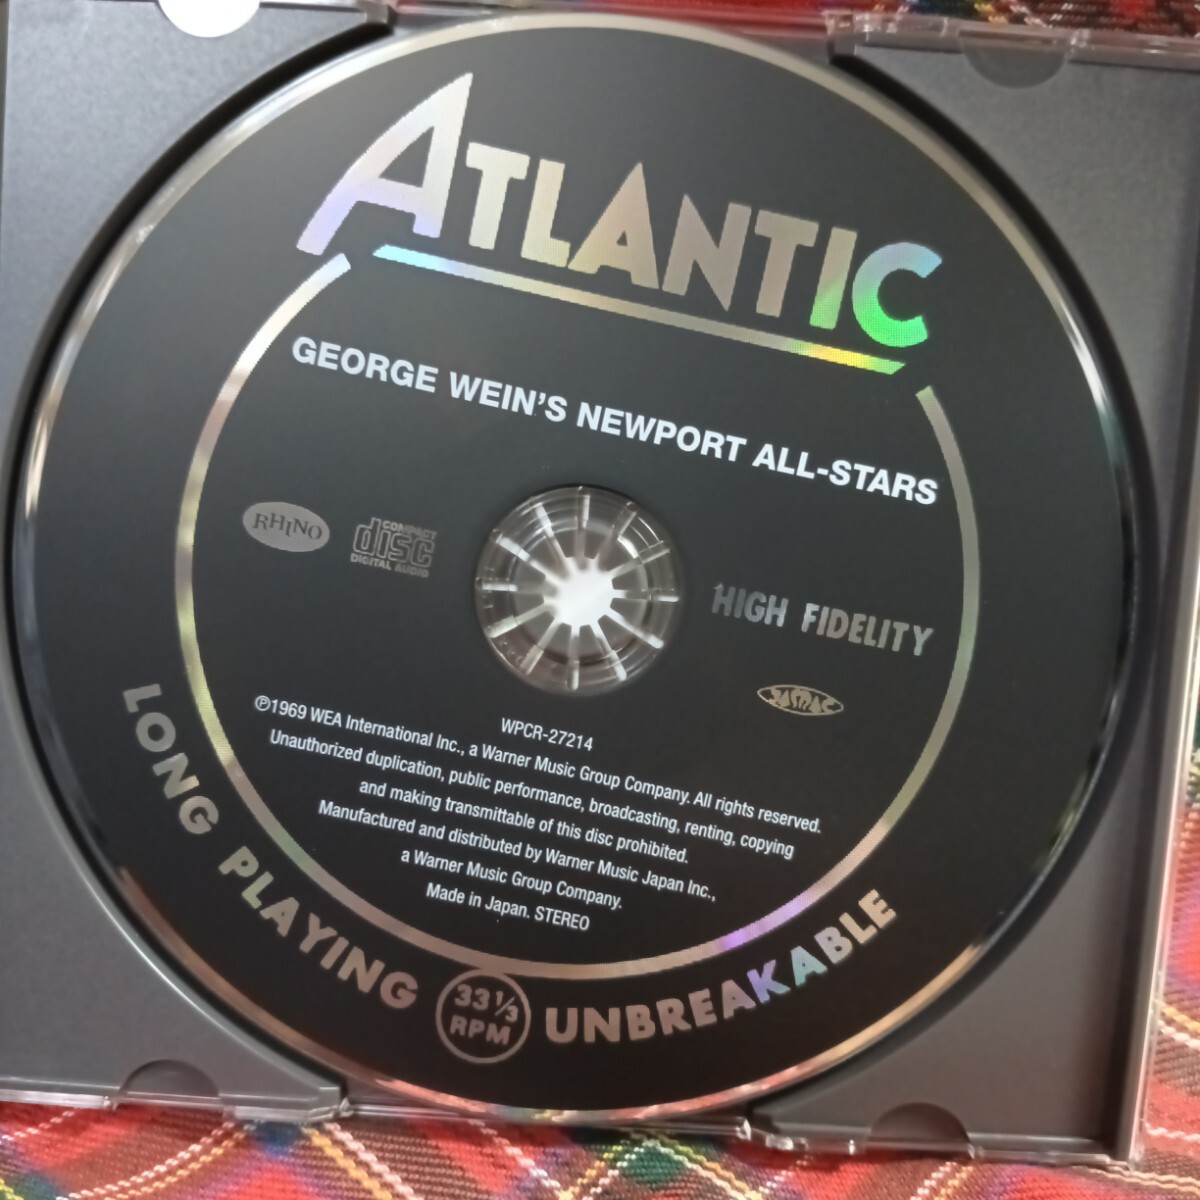 ATLANTIC
GEORGE WEIN'S NEWPORT ALL-STARS
RHINO
COMPACT
disc
DIGITAL AUDIO
HIGH FIDELITY
JASRAC
WPCR-27214
℗1969 WEA International Inc., a Warner Music Group Company. All rights reserved.
Unauthorized duplication, public performance, broadcasting, renting, copying
and making transmittable of this disc prohibited.
Manufactured and distributed by Warner Music Japan Inc.,
a Warner Music Group Company.
Made in Japan. STEREO
LONG PLAYING
33 1/3
RPM
UNBREAKABLE